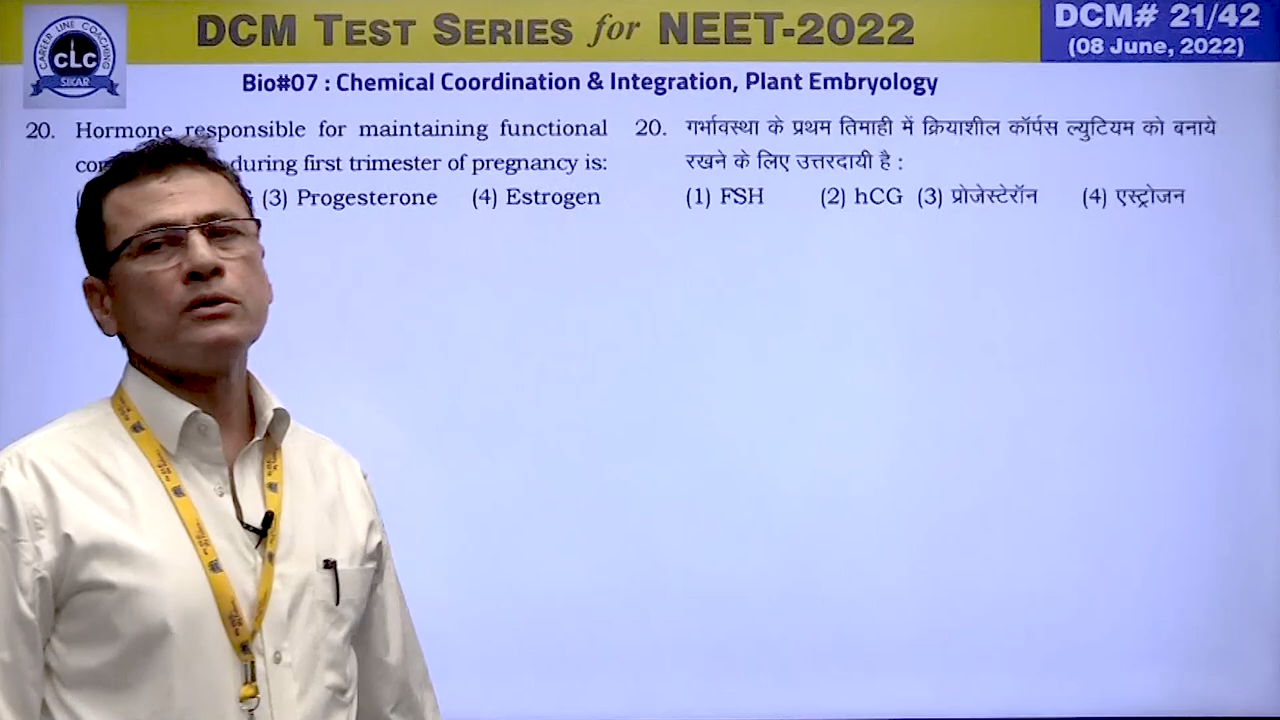 DCM TEST SERIES for NEET-2022
DCM# 21/42
(08 June, 2022)
CAREER LINE COACHING
CLC
SIKAR
Bio#07 : Chemical Coordination & Integration, Plant Embryology
20. Hormone responsible for maintaining functional
during first trimester of pregnancy is:
(3) Progesterone (4) Estrogen
20. गर्भावस्था के प्रथम तिमाही में क्रियाशील कॉर्पस ल्युटियम को बनाये
रखने के लिए उत्तरदायी है :
(1) FSH (2) hCG (3) प्रोजेस्टेरॉन (4) एस्ट्रोजन